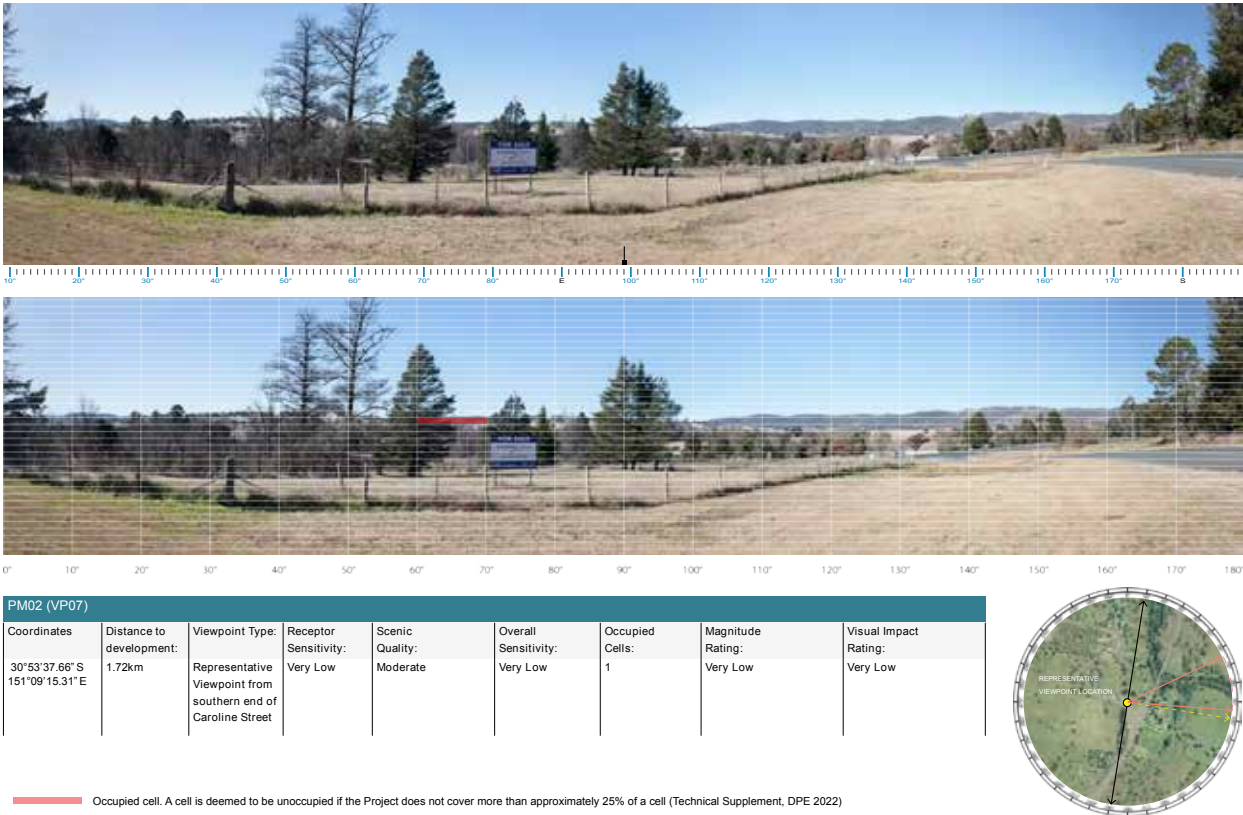 FOR SALE
10° 20° 30° 40° 50° 60° 70° 80° E 100° 110° 120° 130° 140° 150° 160° 170° S
FOR SALE
0° 10° 20° 30° 40° 50° 60° 70° 80° 90° 100° 110° 120° 130° 140° 150° 160° 170° 180°
PM02 (VP07)
Coordinates
30°53'37.66" S
151°09'15.31" E
Distance to
development:
1.72km
Viewpoint Type:
Representative
Viewpoint from
southern end of
Caroline Street
Receptor
Sensitivity:
Very Low
Scenic
Quality:
Moderate
Overall
Sensitivity:
Very Low
Occupied
Cells:
1
Magnitude
Rating:
Very Low
Visual Impact
Rating:
Very Low
REPRESENTATIVE
VIEWPOINT LOCATION
Occupied cell. A cell is deemed to be unoccupied if the Project does not cover more than approximately 25% of a cell (Technical Supplement, DPE 2022)